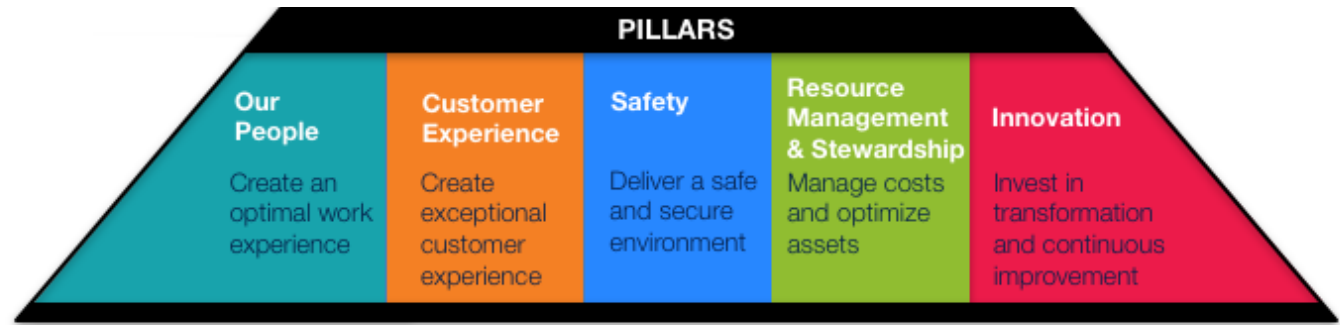 PILLARS
Our
People
Create an
optimal work
experience
Customer
Experience
Create
exceptional
customer
experience
Safety
Deliver a safe
and secure
environment
Resource
Management
& Stewardship
Manage costs
and optimize
assets
Innovation
Invest in
transformation
and continuous
improvement